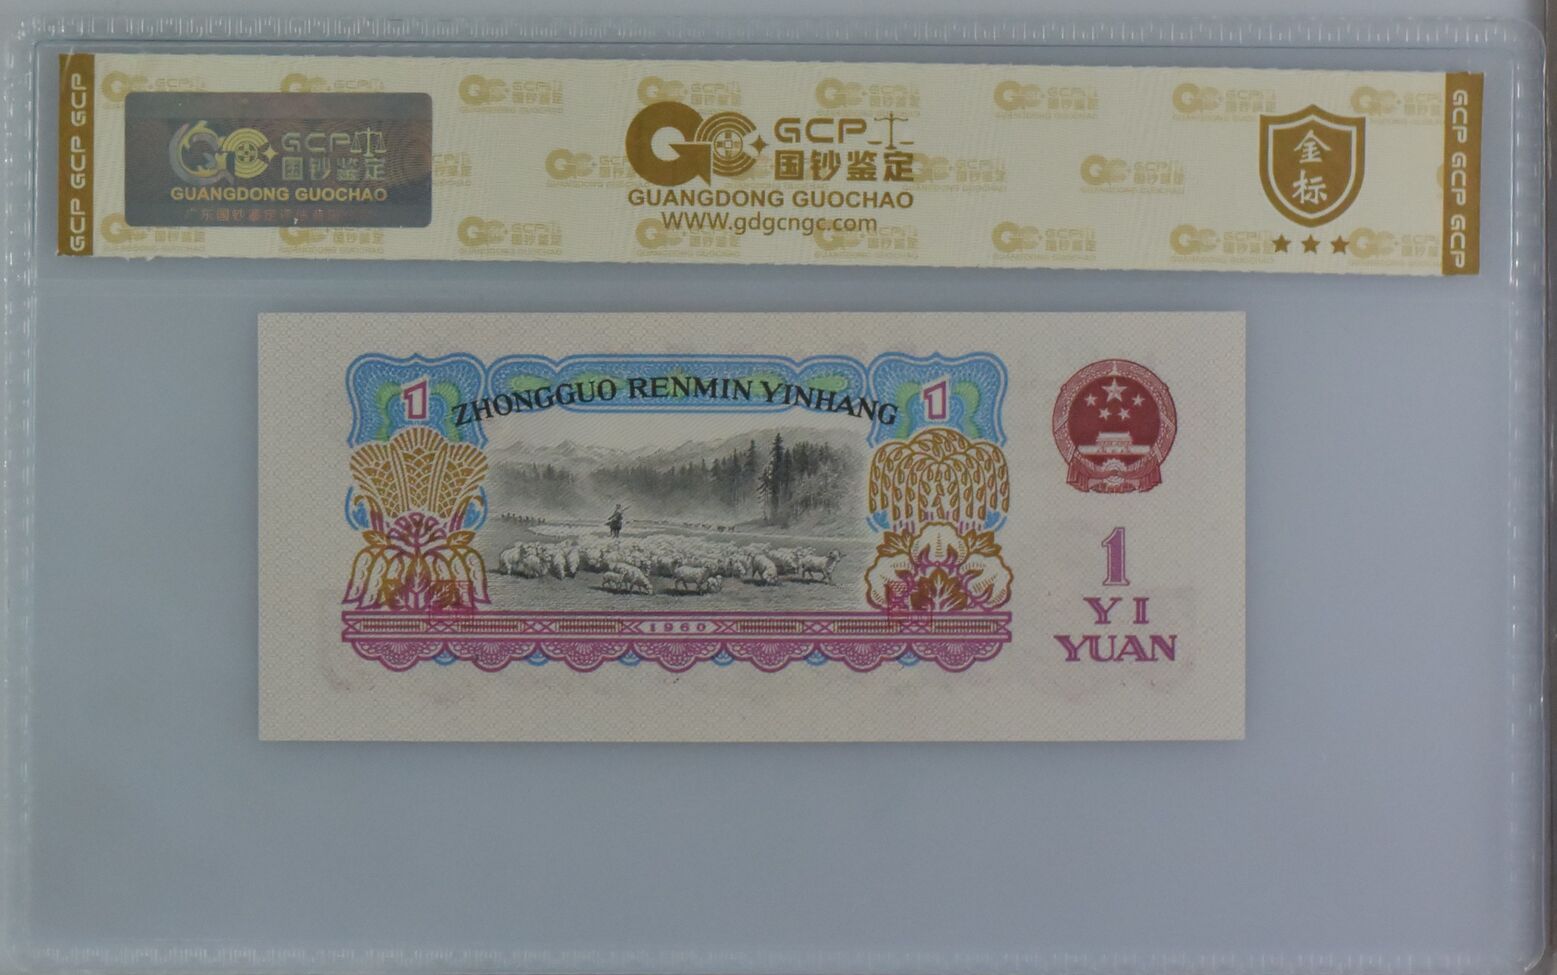 GCP GCP GCP
GCP
国钞鉴定
GUANGDONG GUOCHAO
GCP
国钞鉴定
GUANGDONG GUOCHAO
WWW.gdgcngc.com
金标
GCP GCP GCP
1
ZHONGGUO RENMIN YINHANG
1
1960
1
YI
YUAN